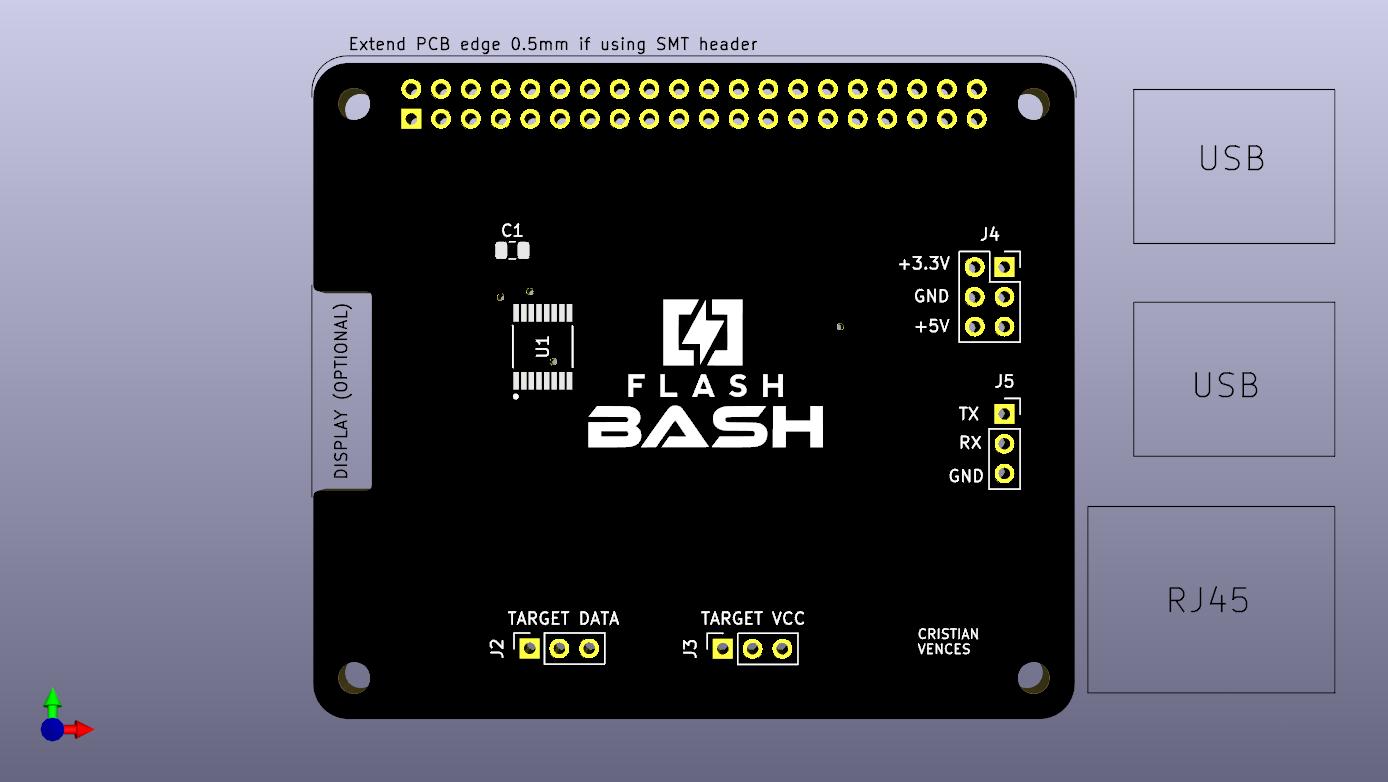 Extend PCB edge 0.5mm if using SMT header
USB
C1
J4
+3.3V
GND
+5V
DISPLAY (OPTIONAL)
U1
FLASH
BASH
USB
J5
TX
RX
GND
RJ45
TARGET DATA
J2
TARGET VCC
J3
CRISTIAN
VENCES